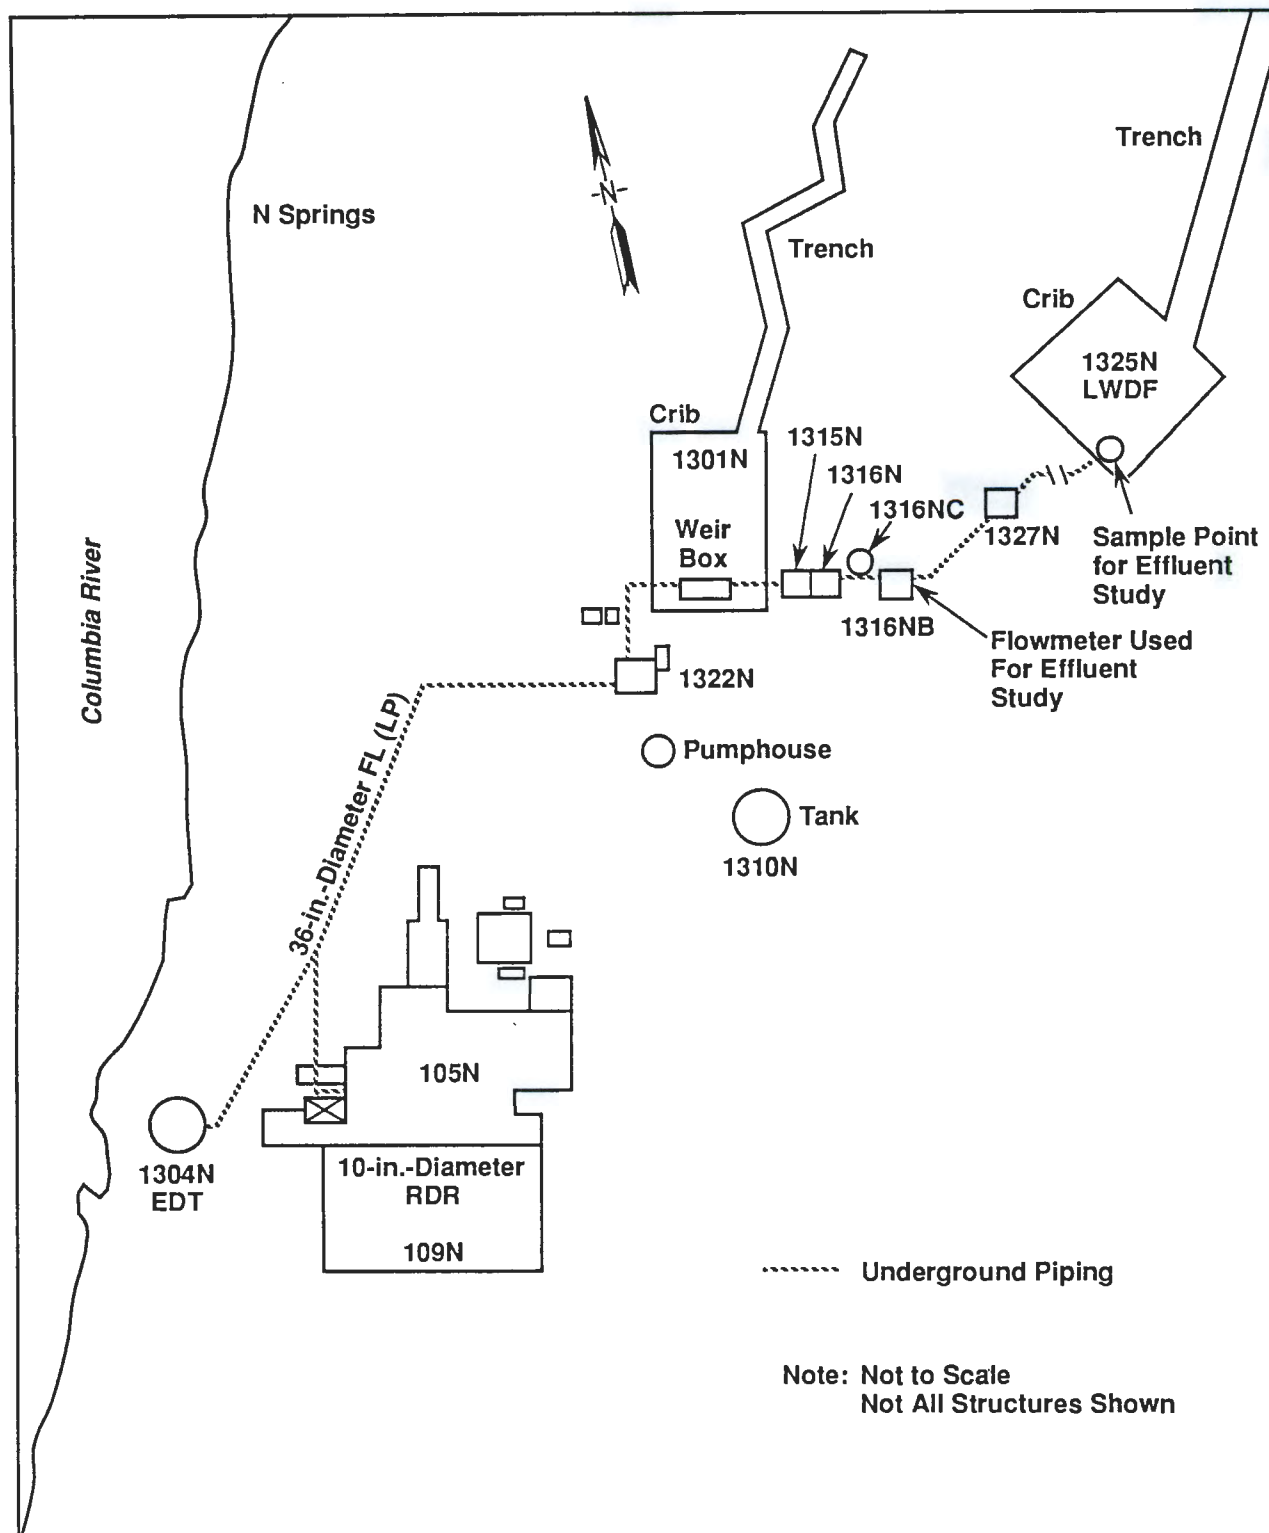 N
N Springs
Trench
Trench
Crib
1325N
LWDF
Crib
1301N
1315N
1316N
1316NC
Weir
Box
1327N
Sample Point
for Effluent
Study
1316NB
Flowmeter Used
For Effluent
Study
Columbia River
1322N
36-in.-Diameter FL (LP)
Pumphouse
Tank
1310N
105N
1304N
EDT
10-in.-Diameter
RDR
109N
Underground Piping
Note: Not to Scale
Not All Structures Shown